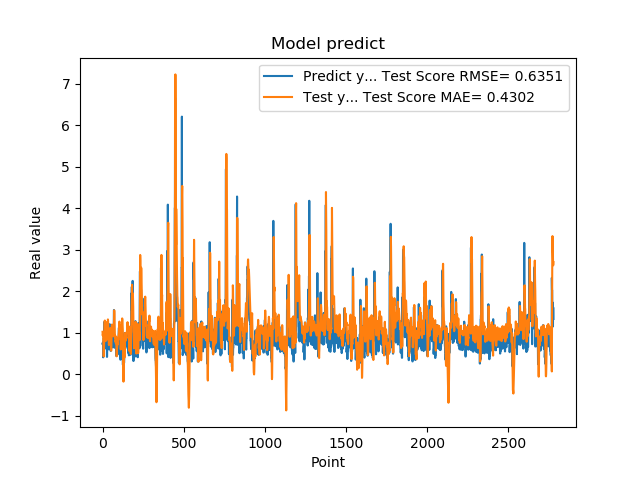 Model predict
Predict y... Test Score RMSE= 0.6351
Test y... Test Score MAE= 0.4302
Real value
7
6
5
4
3
2
1
0
−1
0 500 1000 1500 2000 2500
Point